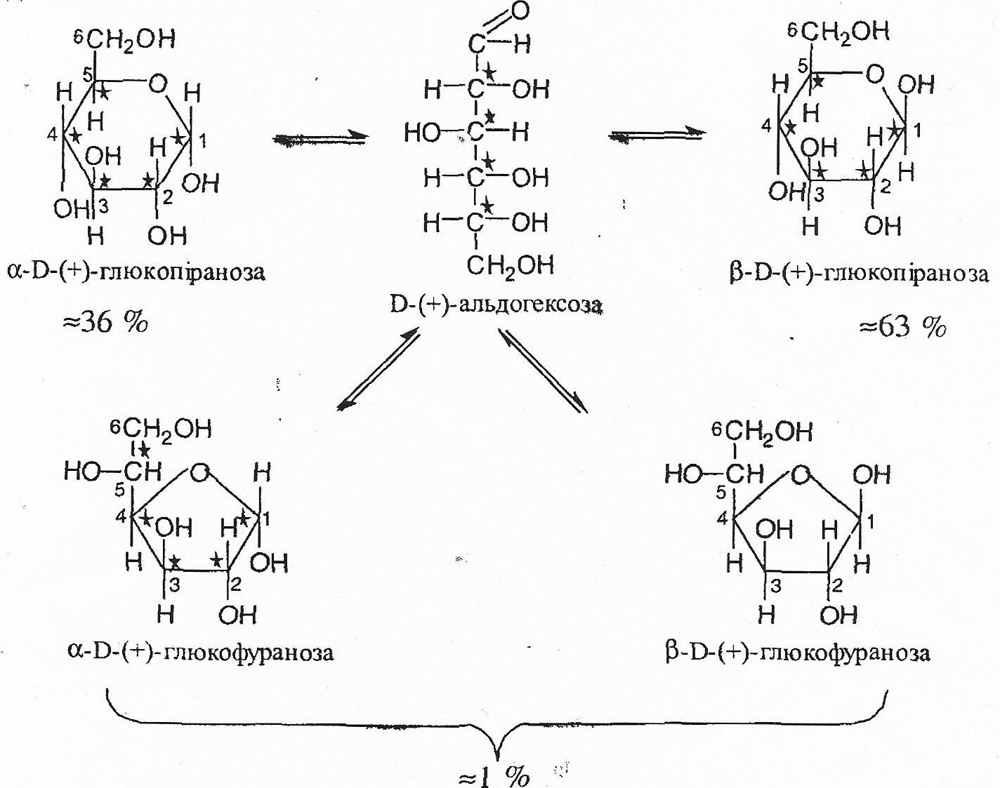 6CH2OH
5
O
H
H
4
H
OH
H
1
OH
3
2
OH
H
OH
α-D-(+)-глюкопіраноза
≈36 %
O
C-H
H-C-OH
HO-C-H
H-C-OH
H-C-OH
CH2OH
D-(+)-альдогексоза
6CH2OH
5
O
H
OH
4
H
OH
H
1
H
OH
3
2
H
OH
β-D-(+)-глюкопіраноза
≈63 %
6CH2OH
HO-CH
5
O
H
4
OH
H
1
H
OH
3
2
H
OH
α-D-(+)-глюкофураноза
6CH2OH
HO-CH
5
O
OH
4
OH
H
1
H
H
3
2
H
OH
β-D-(+)-глюкофураноза
≈1 %